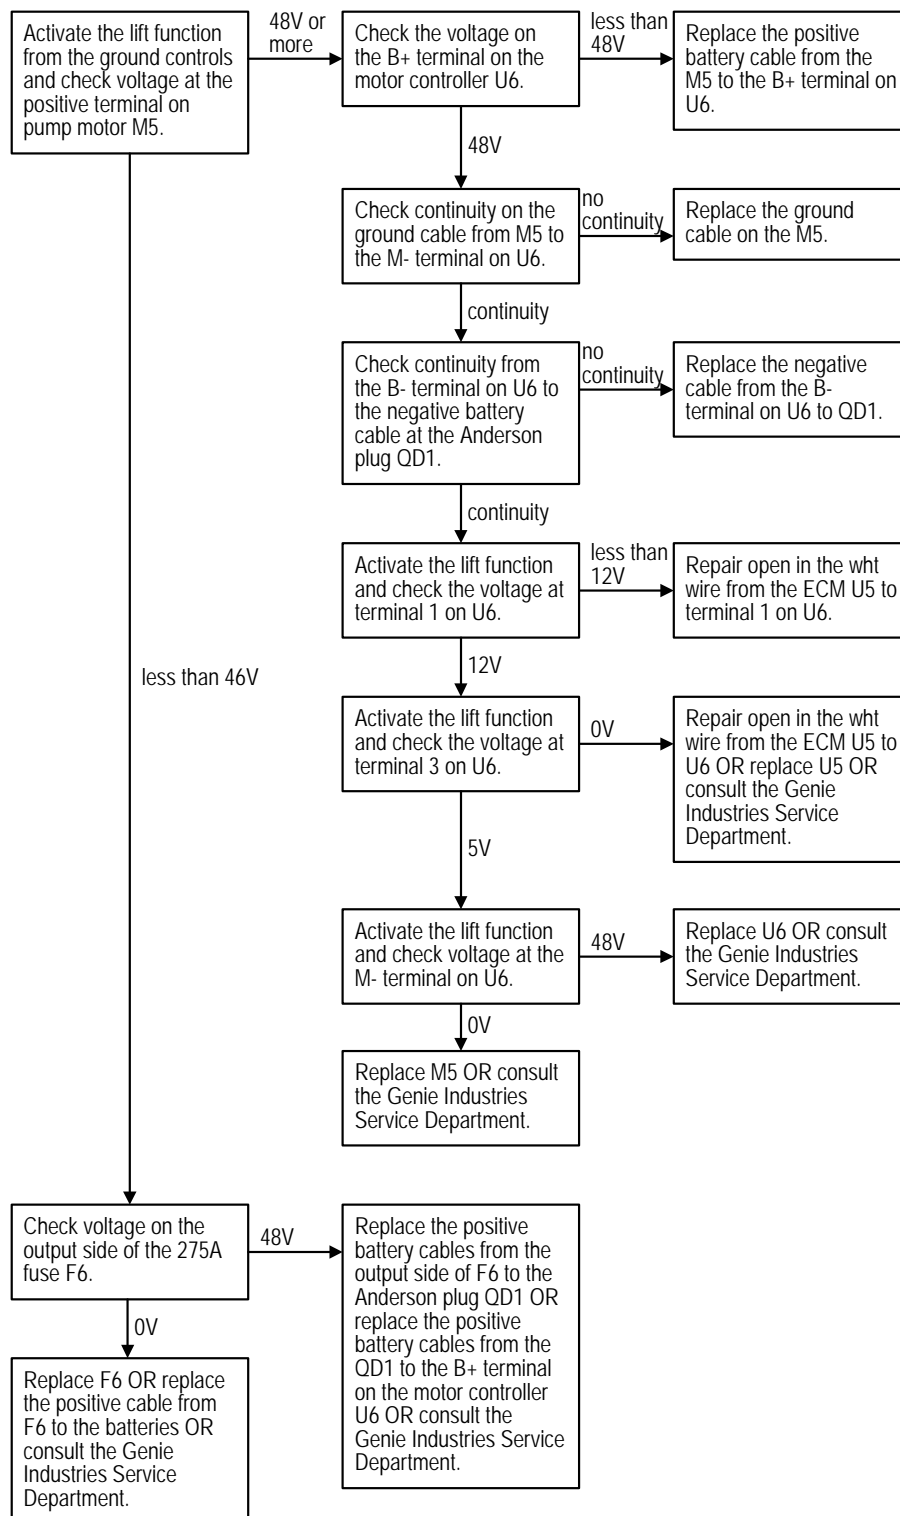 Activate the lift function
from the ground controls
and check voltage at the
positive terminal on
pump motor M5.
48V or
more
Check the voltage on
the B+ terminal on the
motor controller U6.
less than
48V
Replace the positive
battery cable from the
M5 to the B+ terminal on
U6.
48V
Check continuity on the
ground cable from M5 to
the M- terminal on U6.
no
continuity
Replace the ground
cable on the M5.
continuity
Check continuity from
the B- terminal on U6 to
the negative battery
cable at the Anderson
plug QD1.
no
continuity
Replace the negative
cable from the B-
terminal on U6 to QD1.
continuity
Activate the lift function
and check the voltage at
terminal 1 on U6.
less than
12V
Repair open in the wht
wire from the ECM U5 to
terminal 1 on U6.
12V
less than 46V
Activate the lift function
and check the voltage at
terminal 3 on U6.
0V
Repair open in the wht
wire from the ECM U5 to
U6 OR replace U5 OR
consult the Genie
Industries Service
Department.
5V
Activate the lift function
and check voltage at the
M- terminal on U6.
48V
Replace U6 OR consult
the Genie Industries
Service Department.
0V
Replace M5 OR consult
the Genie Industries
Service Department.
Check voltage on the
output side of the 275A
fuse F6.
48V
Replace the positive
battery cables from the
output side of F6 to the
Anderson plug QD1 OR
replace the positive
battery cables from the
QD1 to the B+ terminal
on the motor controller
U6 OR consult the
Genie Industries Service
Department.
0V
Replace F6 OR replace
the positive cable from
F6 to the batteries OR
consult the Genie
Industries Service
Department.